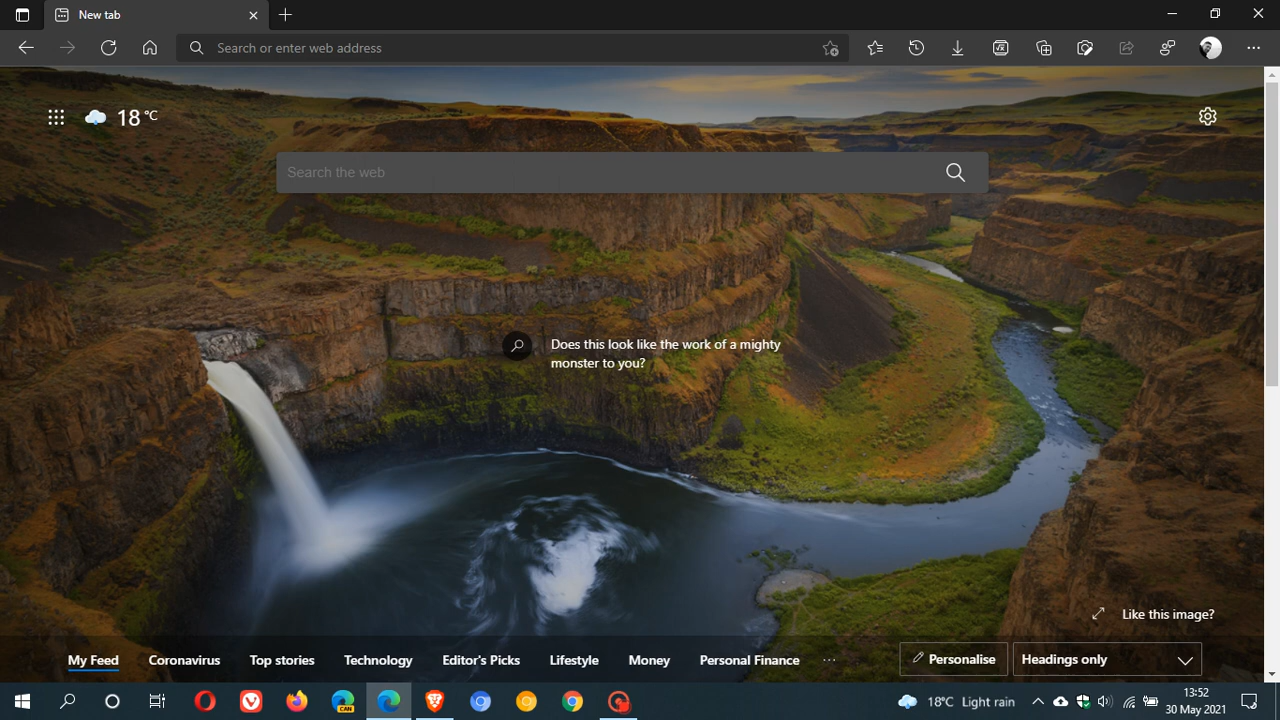 New tab
Search or enter web address
18 °C
Search the web
Does this look like the work of a mighty
monster to you?
Like this image?
My Feed Coronavirus Top stories Technology Editor's Picks Lifestyle Money Personal Finance ... Personalise Headings only
CAN
18°C Light rain
13:52
30 May 2021